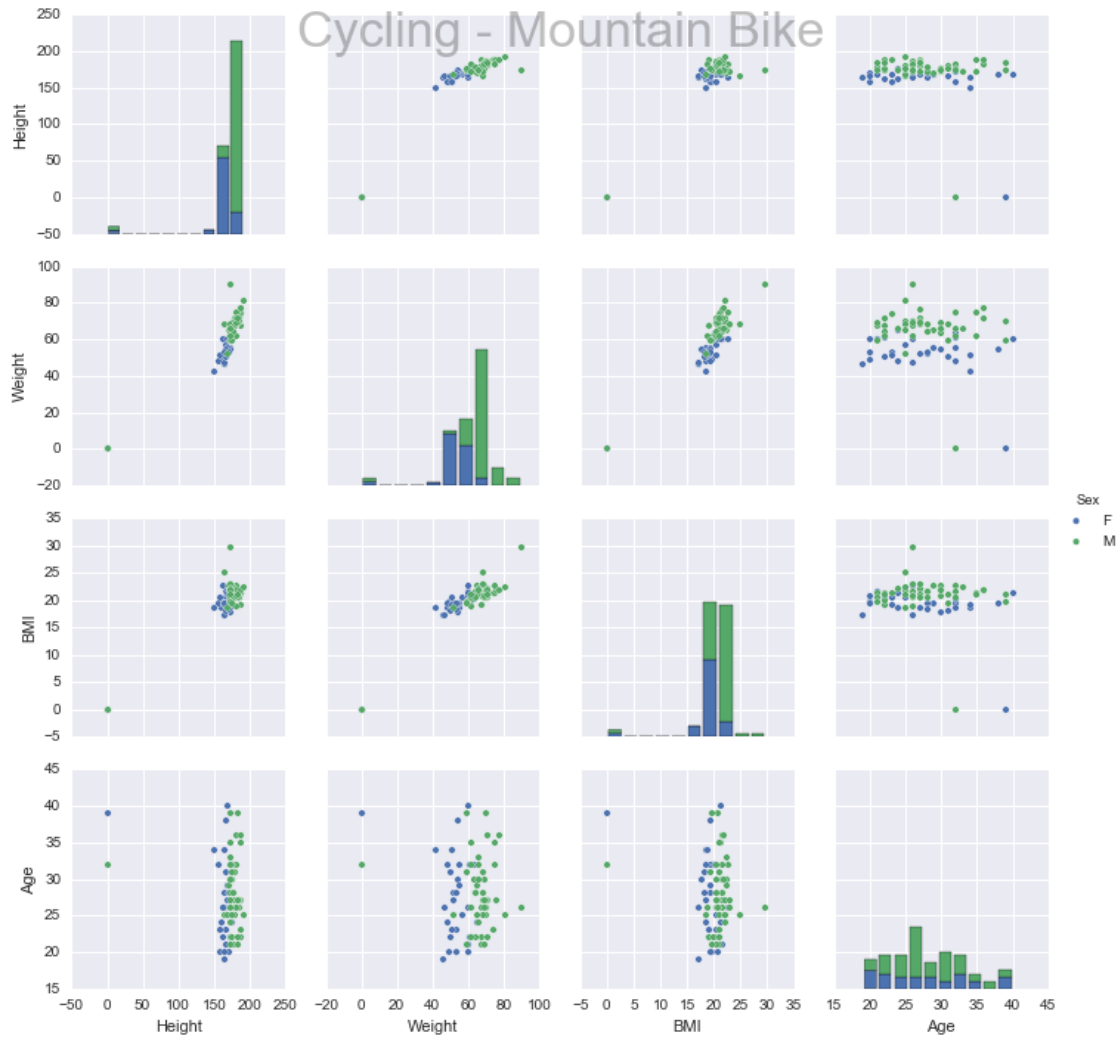 Cycling - Mountain Bike
250
200
150
100
50
0
−50
Height
100
80
60
40
20
0
−20
Weight
35
30
25
20
15
10
5
0
−5
BMI
Sex
F
M
45
40
35
30
25
20
15
Age
−50 0 50 100 150 200 250
−20 0 20 40 60 80 100
−5 0 5 10 15 20 25 30 35
15 20 25 30 35 40 45
Height Weight BMI Age